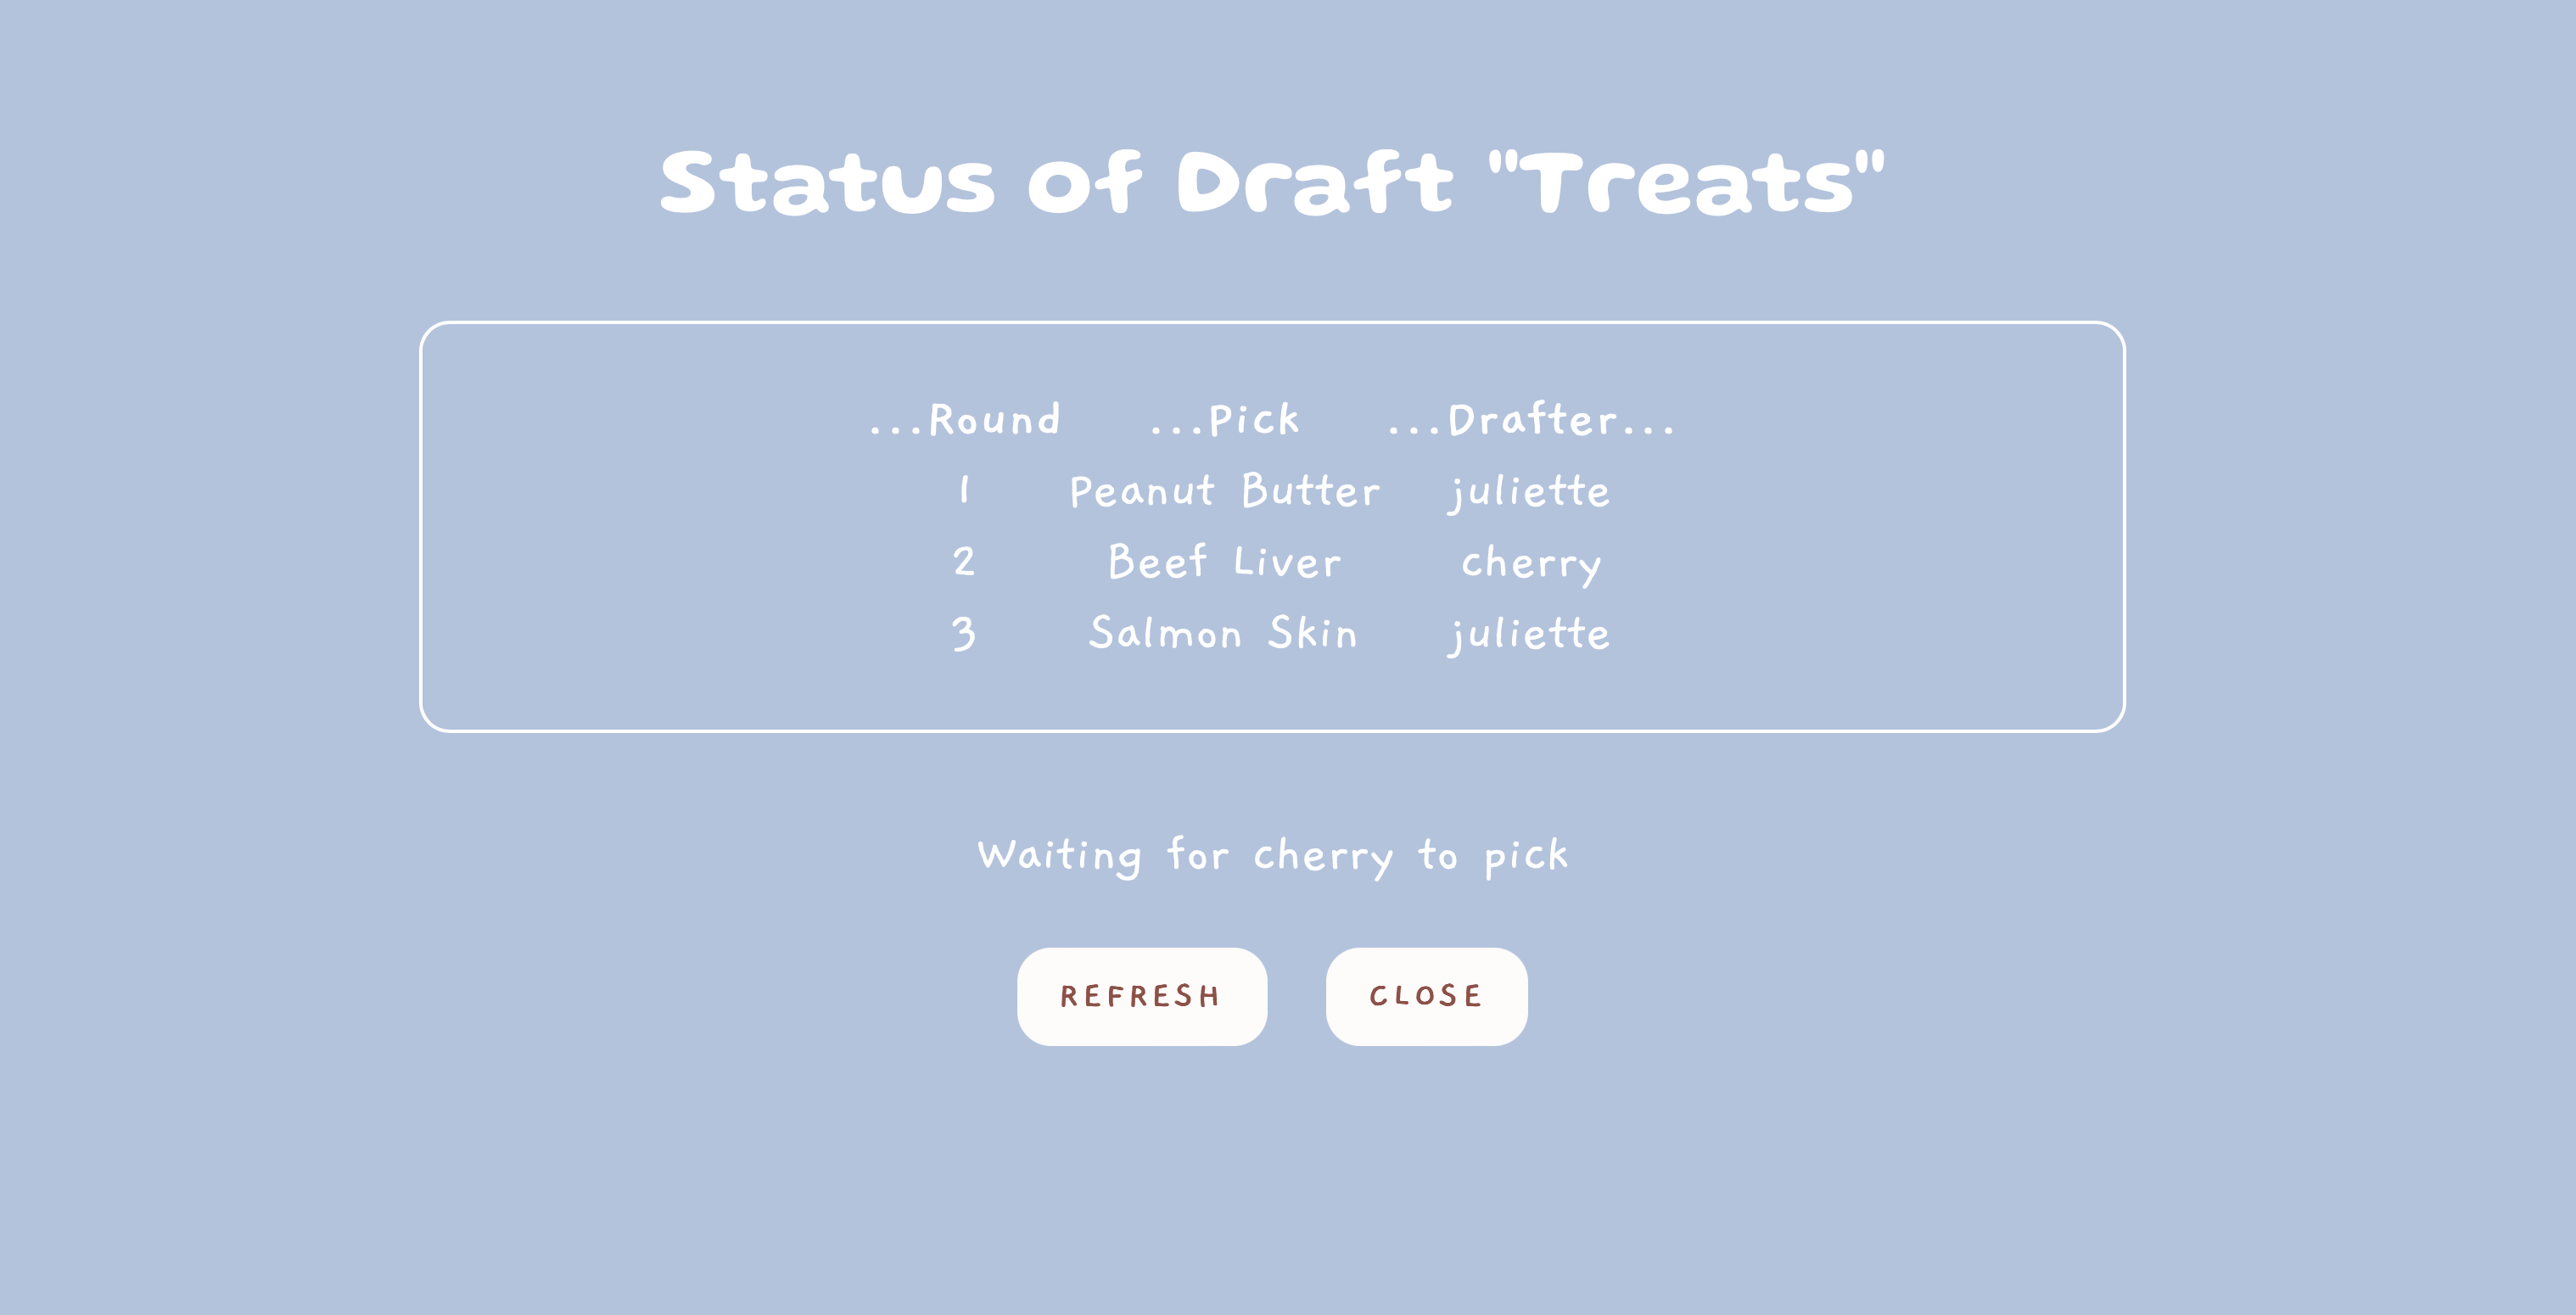 Status of Draft "Treats"
...Round ...Pick ...Drafter...
1 Peanut Butter juliette
2 Beef Liver cherry
3 Salmon Skin juliette
Waiting for cherry to pick
REFRESH CLOSE